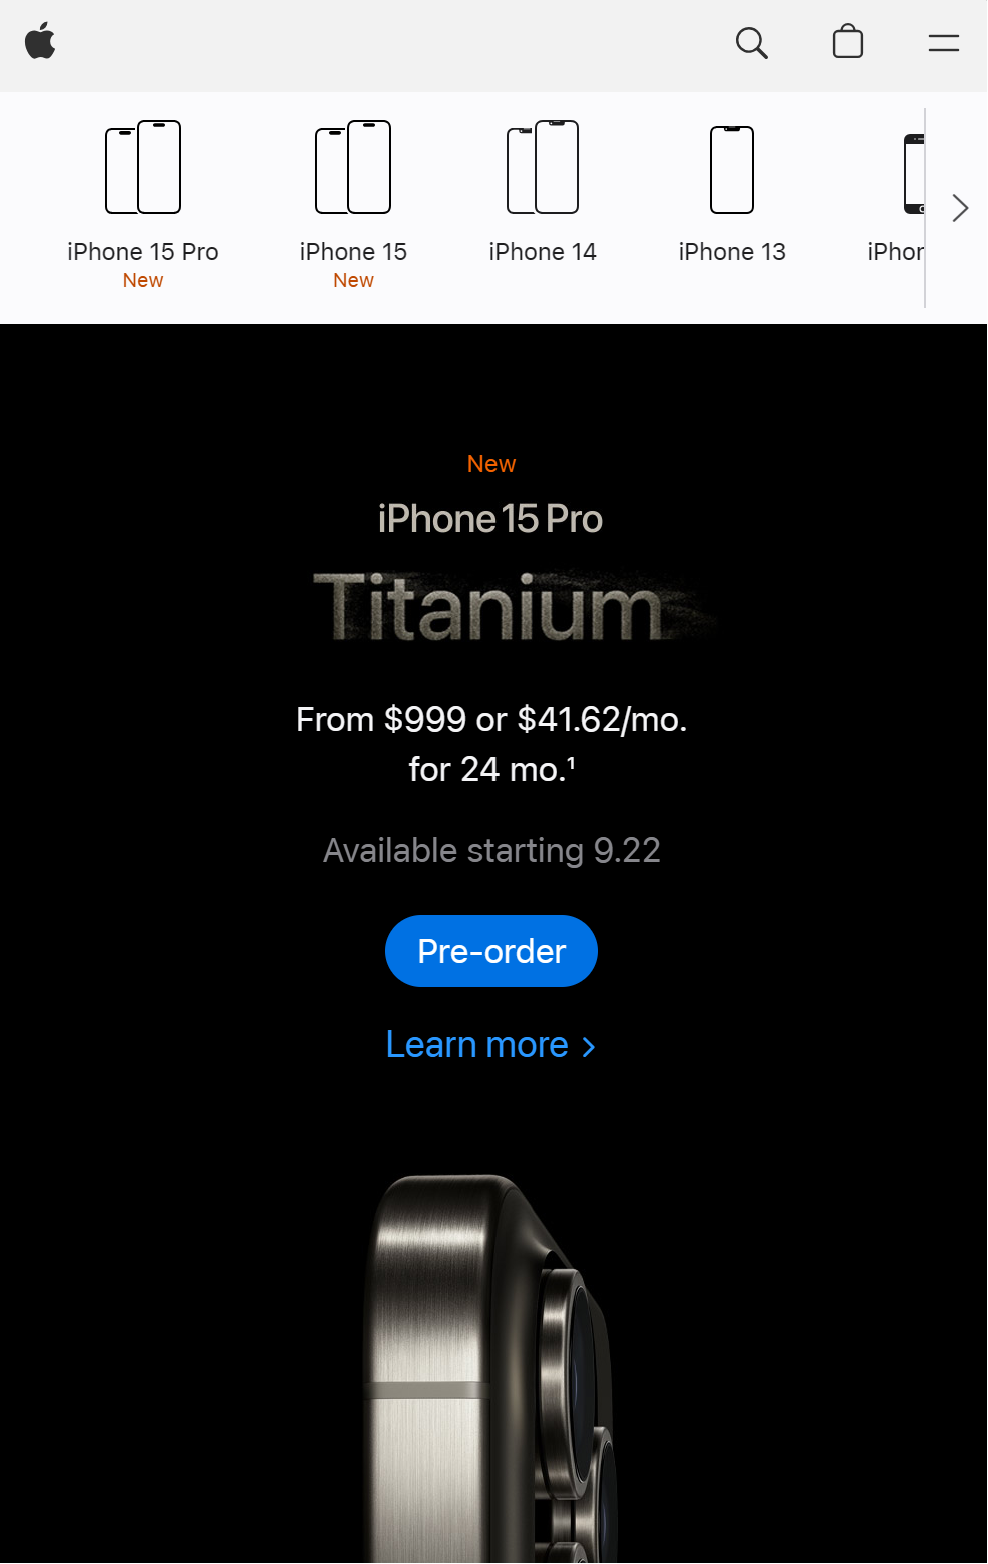 iPhone 15 Pro
New
iPhone 15
New
iPhone 14
iPhone 13
New
iPhone 15 Pro
Titanium
From $999 or $41.62/mo.
for 24 mo.¹
Available starting 9.22
Pre-order
Learn more >